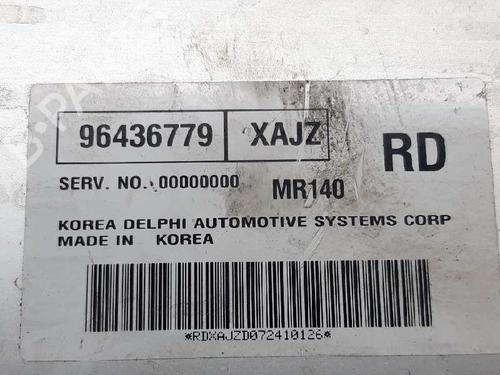 96436779 XAJZ RD
SERV. NO. 00000000 MR140
KOREA DELPHI AUTOMOTIVE SYSTEMS CORP
MADE IN KOREA
*RDXAJZD072410126*